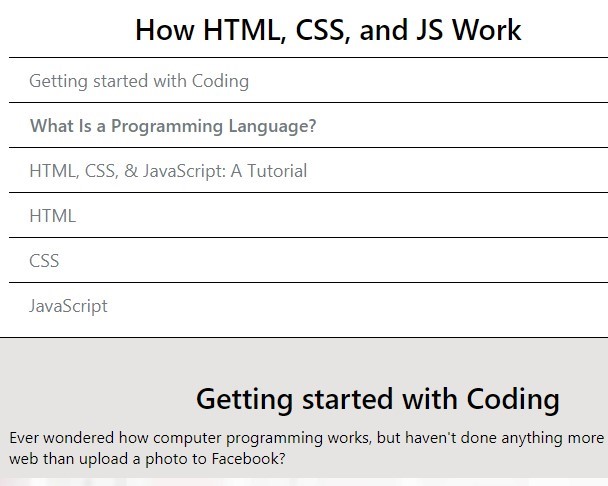 How HTML, CSS, and JS Work
Getting started with Coding
What Is a Programming Language?
HTML, CSS, & JavaScript: A Tutorial
HTML
CSS
JavaScript
Getting started with Coding
Ever wondered how computer programming works, but haven't done anything more
web than upload a photo to Facebook?